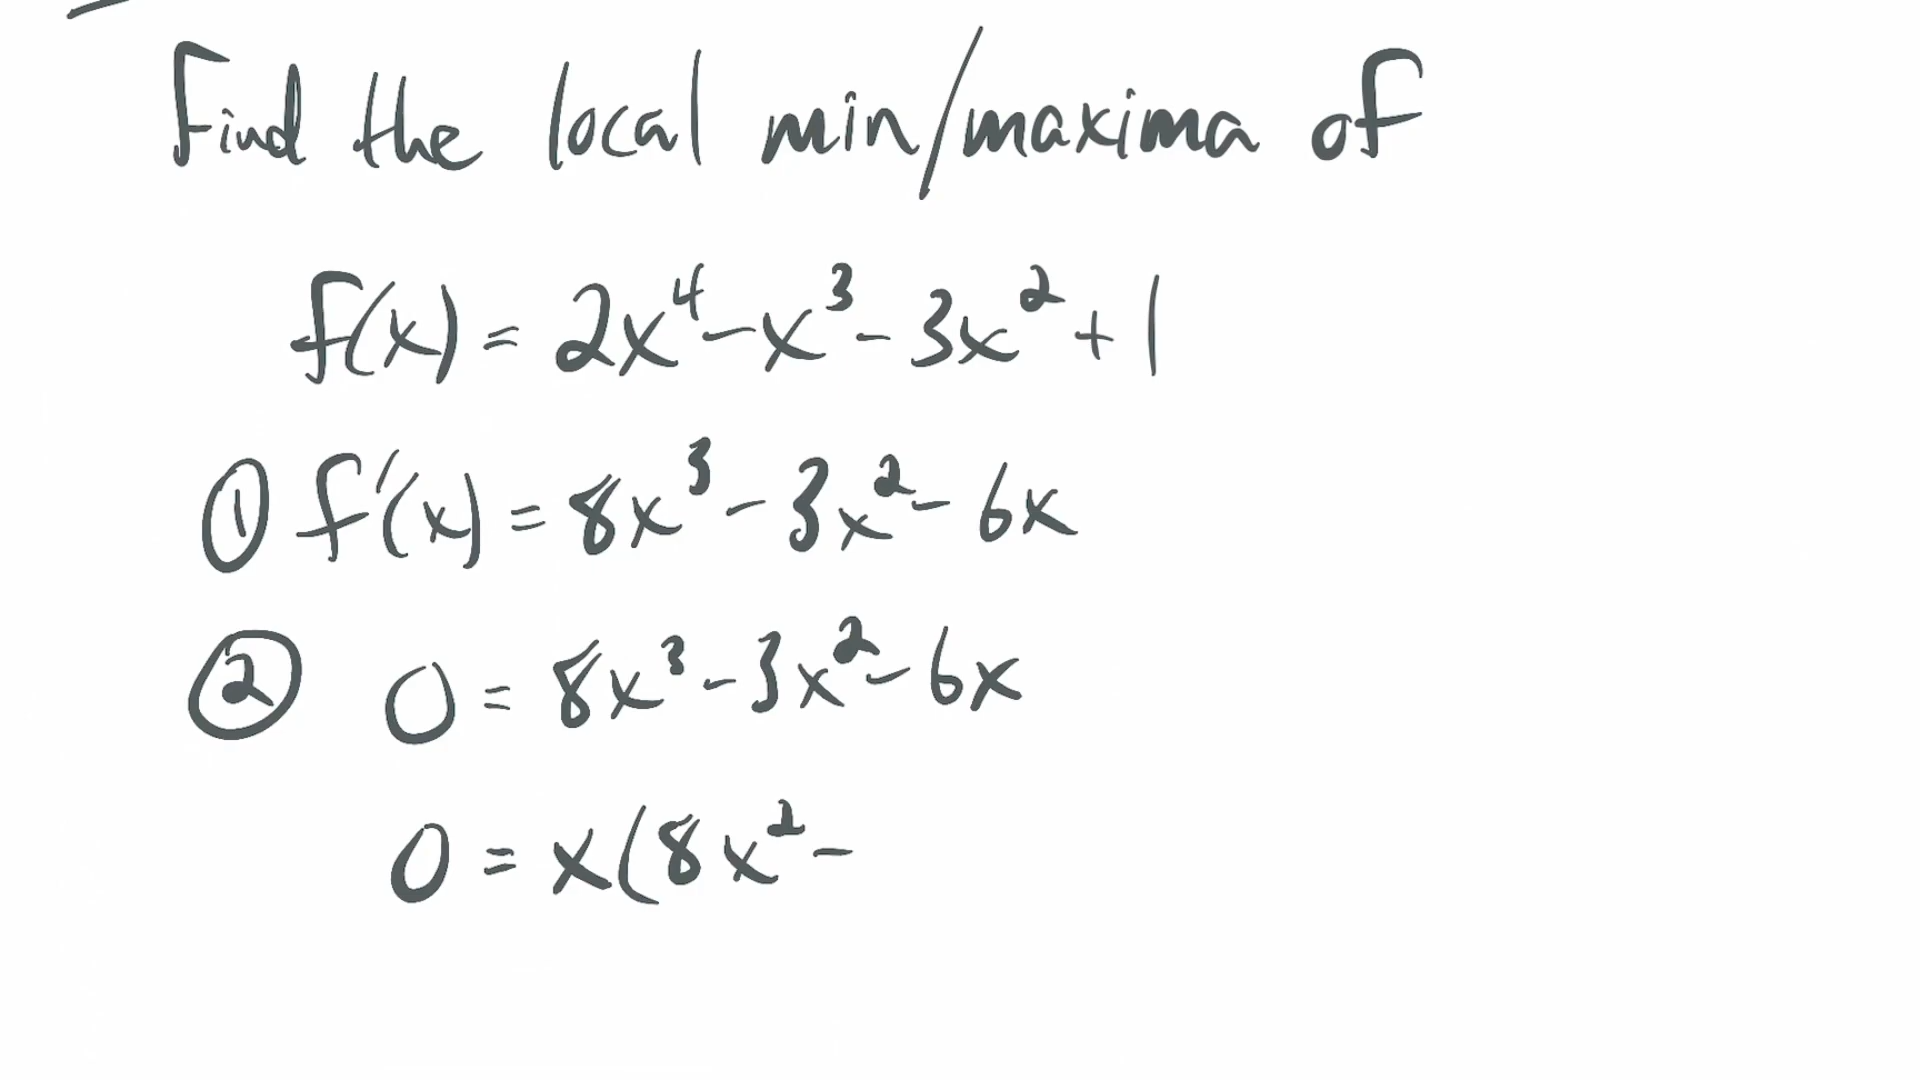 Find the local min/maxima of
f(x) = 2x⁴-x³-3x²+1
① f'(x) = 8x³-3x²-6x
② 0 = 8x³-3x²-6x
0 = x(8x²-